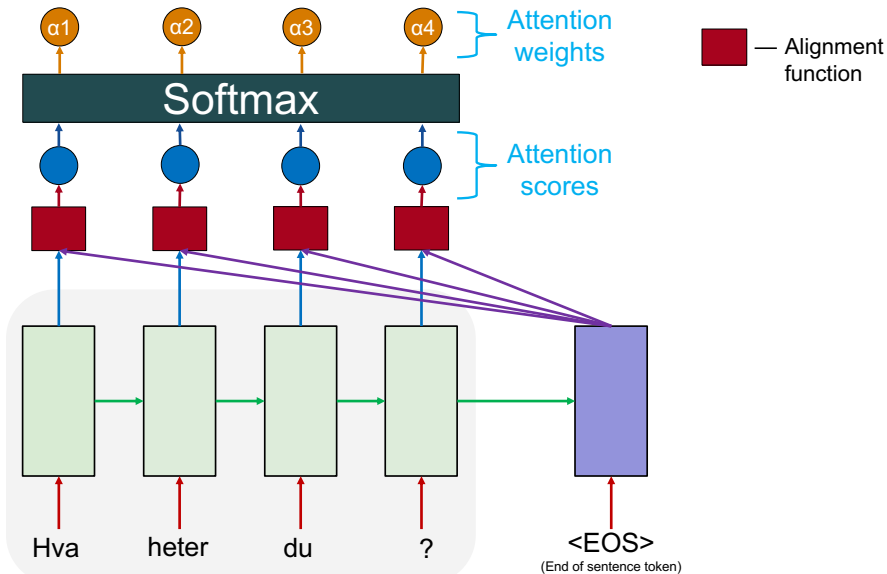 α1 α2 α3 α4
Attention
weights
— Alignment
function
Softmax
Attention
scores
Hva heter du ?
<EOS>
(End of sentence token)